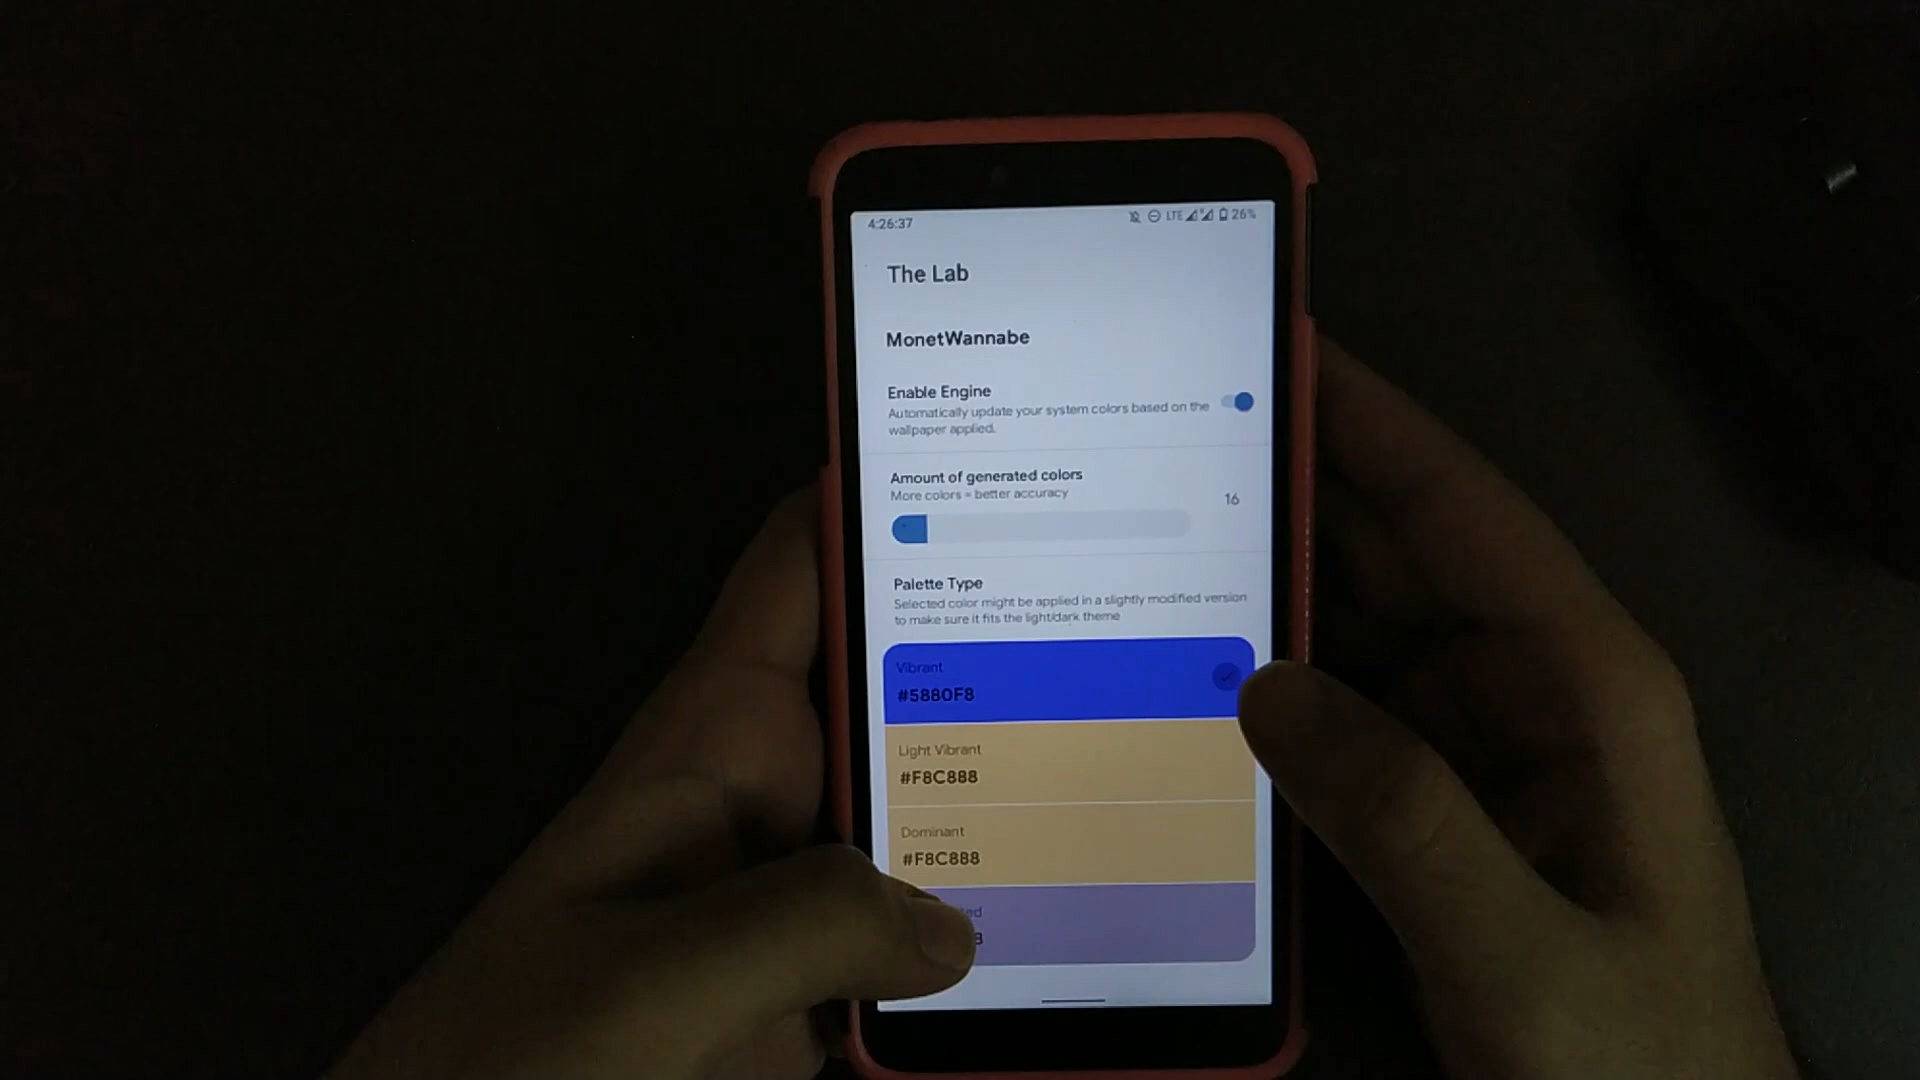 4:26:37
LTE 26%
The Lab
MonetWannabe
Enable Engine
Automatically update your system colors based on the
wallpaper applied.
Amount of generated colors
More colors = better accuracy
16
Palette Type
Selected color might be applied in a slightly modified version
to make sure it fits the light/dark theme
Vibrant
#5880F8
Light Vibrant
#F8C888
Dominant
#F8C888